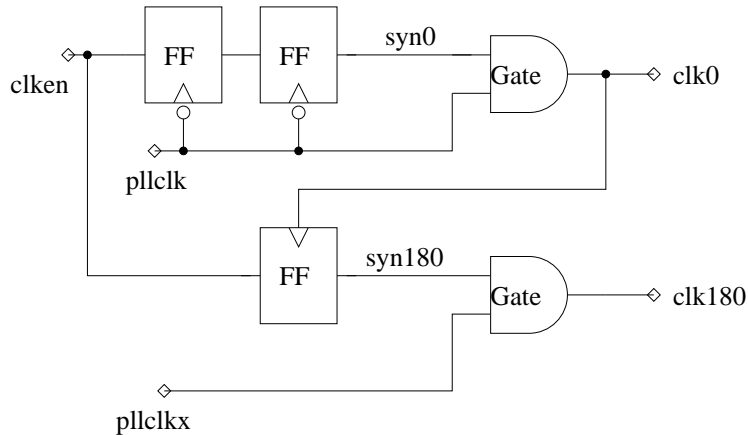 syn0
FF
FF
Gate
clken
clk0
pllclk
syn180
FF
Gate
clk180
pllclkx